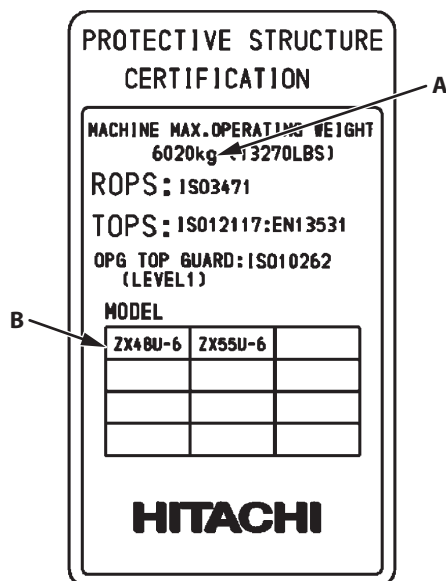 PROTECTIVE STRUCTURE
CERTIFICATION
A
MACHINE MAX.OPERATING WEIGHT
6020kg (13270LBS)
ROPS:ISO3471
TOPS:ISO12117:EN13531
OPG TOP GUARD:ISO10262
(LEVEL1)
MODEL
B
ZX48U-6 ZX55U-6
HITACHI